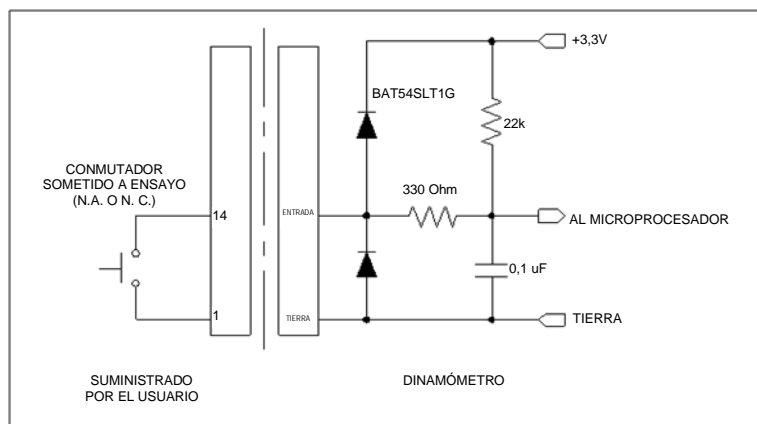 +3,3V
BAT54SLT1G
22k
CONMUTADOR
SOMETIDO A ENSAYO
(N.A. O N. C.)
330 Ohm
14
ENTRADA
AL MICROPROCESADOR
0,1 uF
1
TIERRA
TIERRA
SUMINISTRADO
POR EL USUARIO
DINAMÓMETRO